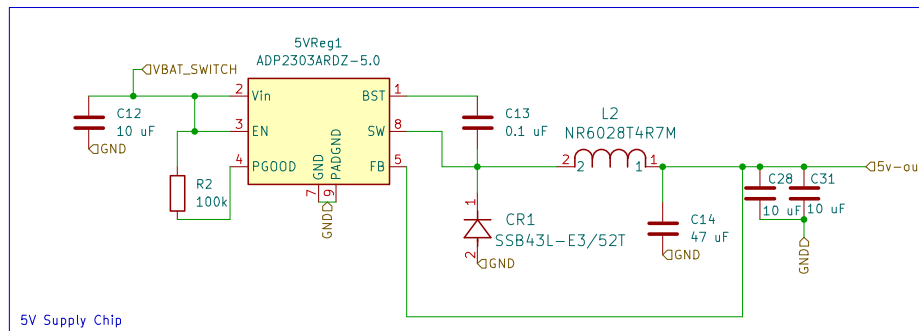 5VReg1
ADP2303ARDZ-5.0
VBAT_SWITCH
2
Vin
BST
1
C12
10 uF
GND
3
EN
SW
8
C13
0.1 uF
L2
NR6028T4R7M
4
PGOOD
FB
5
GND
PADGND
7
9
GND
R2
100k
2
2
1
1
5v-ou
C28
10 uF
C31
10 uF
GND
1
CR1
SSB43L-E3/52T
2
GND
C14
47 uF
GND
5V Supply Chip